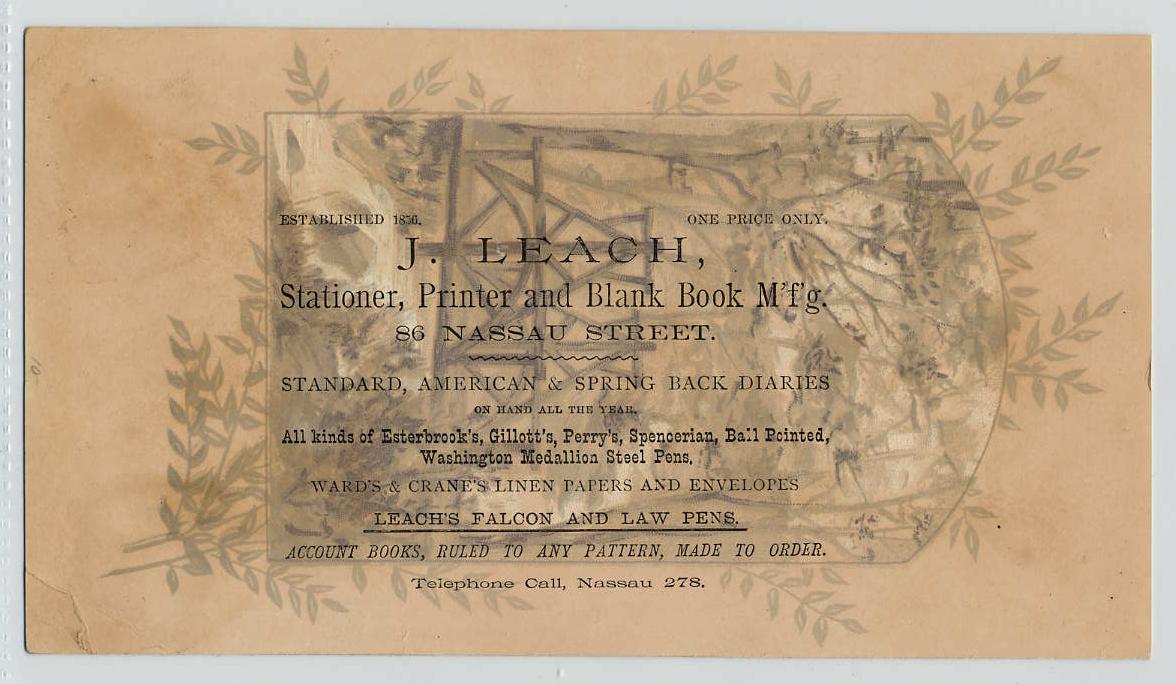 ESTABLISHED 1836. ONE PRICE ONLY.
J. LEACH,
Stationer, Printer and Blank Book M'f'g.
86 NASSAU STREET.
STANDARD, AMERICAN & SPRING BACK DIARIES
ON HAND ALL THE YEAR.
All kinds of Esterbrook's, Gillott's, Perry's, Spencerian, Ball Pointed,
Washington Medallion Steel Pens,
WARD'S & CRANE'S LINEN PAPERS AND ENVELOPES
LEACH'S FALCON AND LAW PENS.
ACCOUNT BOOKS, RULED TO ANY PATTERN, MADE TO ORDER.
Telephone Call, Nassau 278.